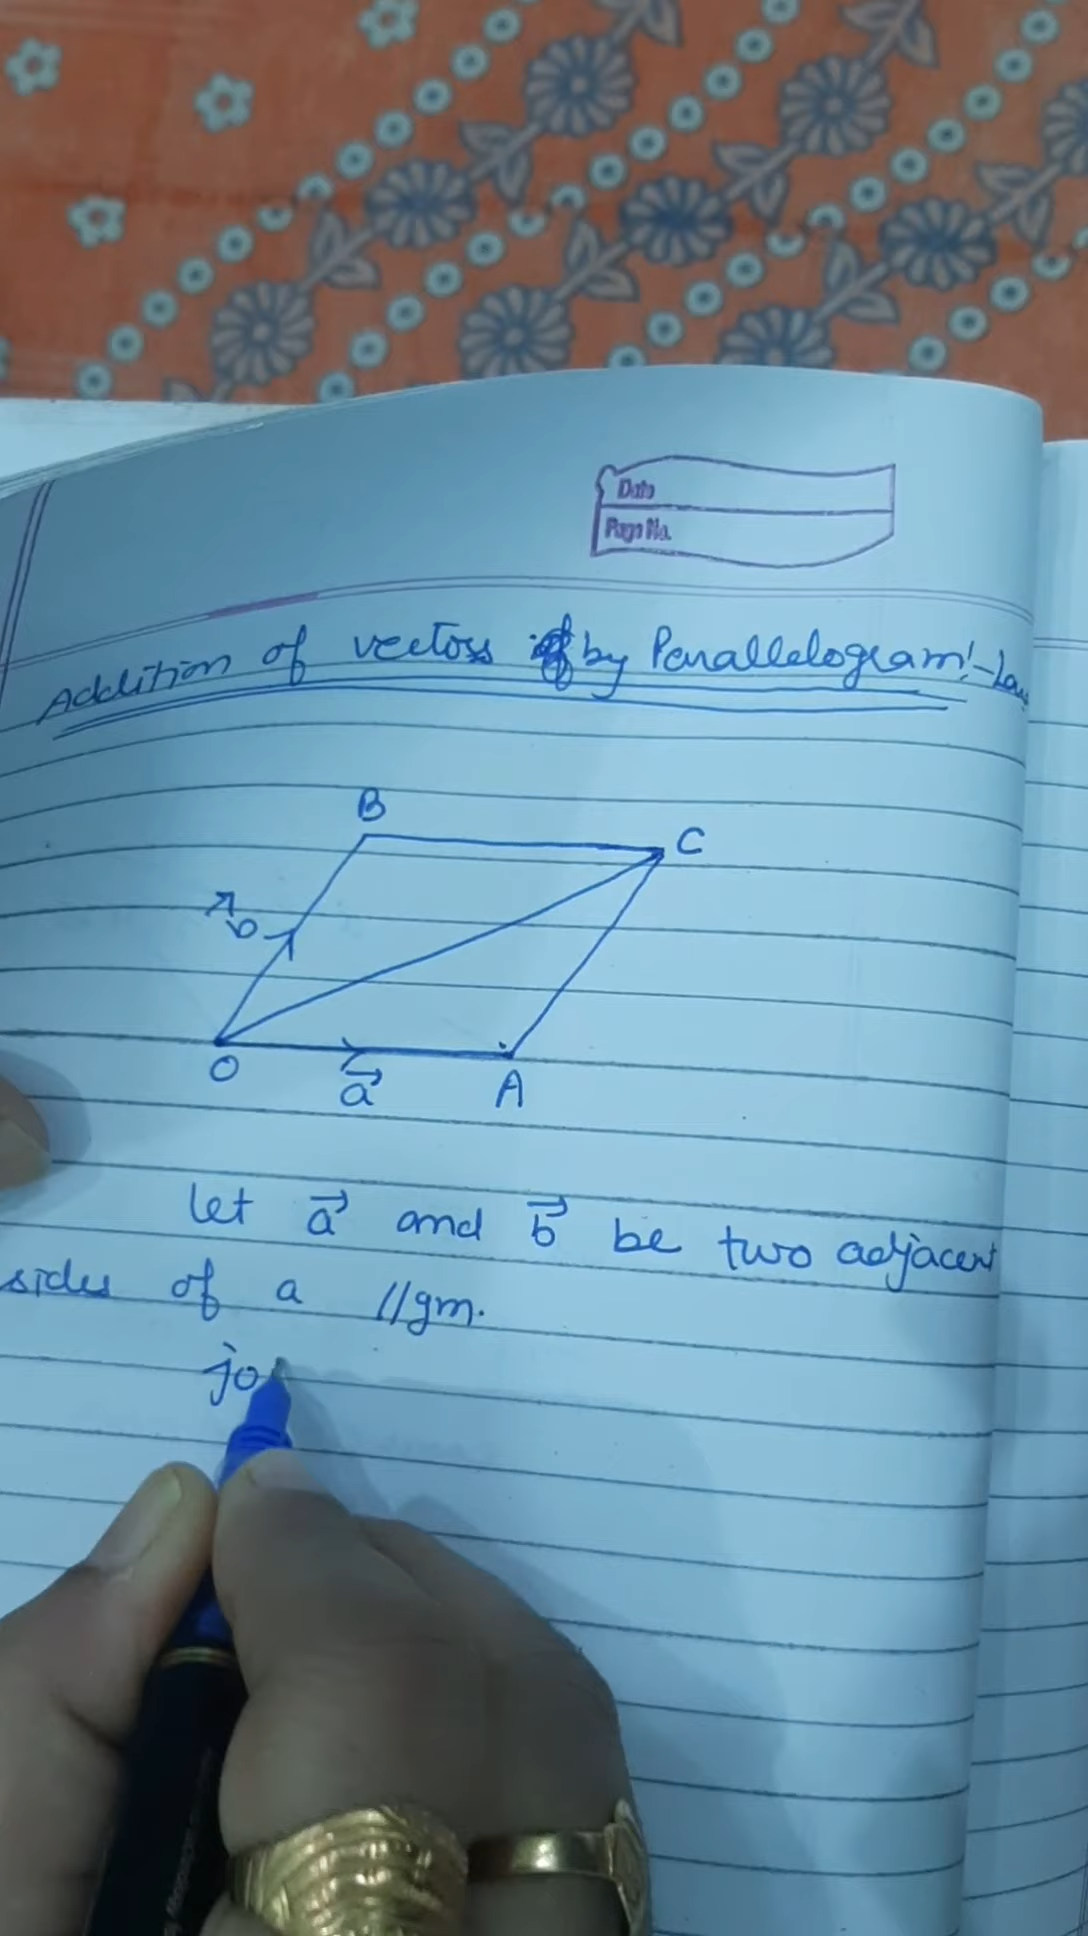 Date
Page No.
Addition of vectors by Parallelogram:-Law
B
C
b
O
a
A
let a and b be two adjacent
sides of a //gm.
jo